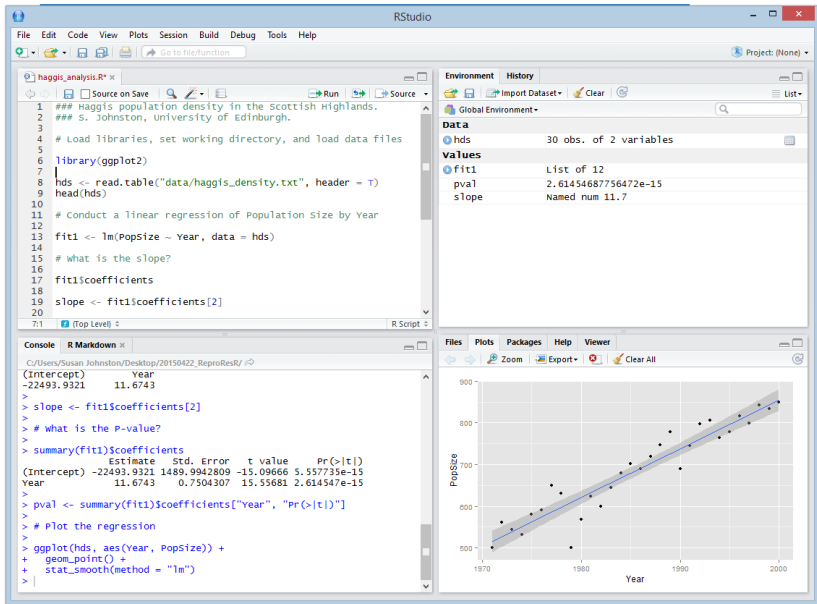 RStudio
File Edit Code View Plots Session Build Debug Tools Help
Go to file/function
Project: (None)
haggis_analysis.R*
Source on Save
Run
Source
1 ### Haggis population density in the Scottish Highlands.
2 ### S. Johnston, University of Edinburgh.
3
4 # Load libraries, set working directory, and load data files
5
6 library(ggplot2)
7
8 hds <- read.table("data/haggis_density.txt", header = T)
9 head(hds)
10
11 # Conduct a linear regression of Population Size by Year
12
13 fit1 <- lm(PopSize ~ Year, data = hds)
14
15 # What is the slope?
16
17 fit1$coefficients
18
19 slope <- fit1$coefficients[2]
20
7:1 (Top Level) R Script
Console R Markdown
C:/Users/Susan Johnston/Desktop/20150422_ReproResR/
(Intercept) Year
-22493.9321 11.6743
>
> slope <- fit1$coefficients[2]
>
> # What is the P-value?
>
> summary(fit1)$coefficients
Estimate Std. Error t value Pr(>|t|)
(Intercept) -22493.9321 1489.9942809 -15.09666 5.557735e-15
Year 11.6743 0.7504307 15.55681 2.614547e-15
>
> pval <- summary(fit1)$coefficients["Year", "Pr(>|t|)"]
>
> # Plot the regression
>
> ggplot(hds, aes(Year, PopSize)) +
+ geom_point() +
+ stat_smooth(method = "lm")
>
Environment History
Import Dataset Clear List
Global Environment
Data
hds 30 obs. of 2 variables
Values
fit1 List of 12
pval 2.61454687756472e-15
slope Named num 11.7
Files Plots Packages Help Viewer
Zoom Export Clear All
900
800
700
600
500
PopSize
1970 1980 1990 2000
Year